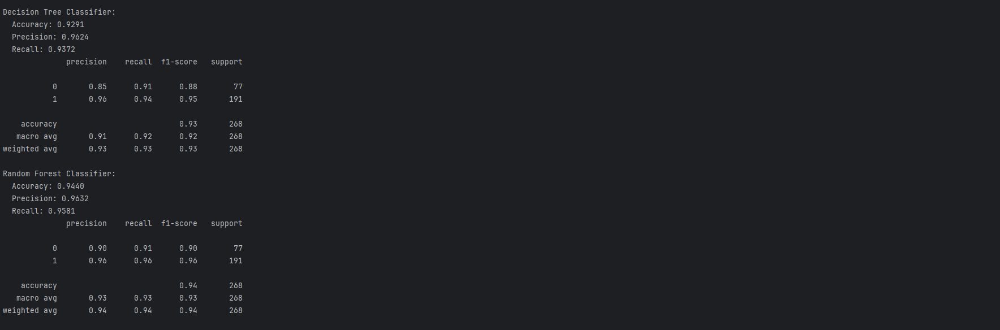 Decision Tree Classifier:
  Accuracy: 0.9291
  Precision: 0.9624
  Recall: 0.9372
              precision    recall  f1-score   support

           0       0.85      0.91      0.88        77
           1       0.96      0.94      0.95       191

    accuracy                           0.93       268
   macro avg       0.91      0.92      0.92       268
weighted avg       0.93      0.93      0.93       268

Random Forest Classifier:
  Accuracy: 0.9440
  Precision: 0.9632
  Recall: 0.9581
              precision    recall  f1-score   support

           0       0.90      0.91      0.90        77
           1       0.96      0.96      0.96       191

    accuracy                           0.94       268
   macro avg       0.93      0.93      0.93       268
weighted avg       0.94      0.94      0.94       268